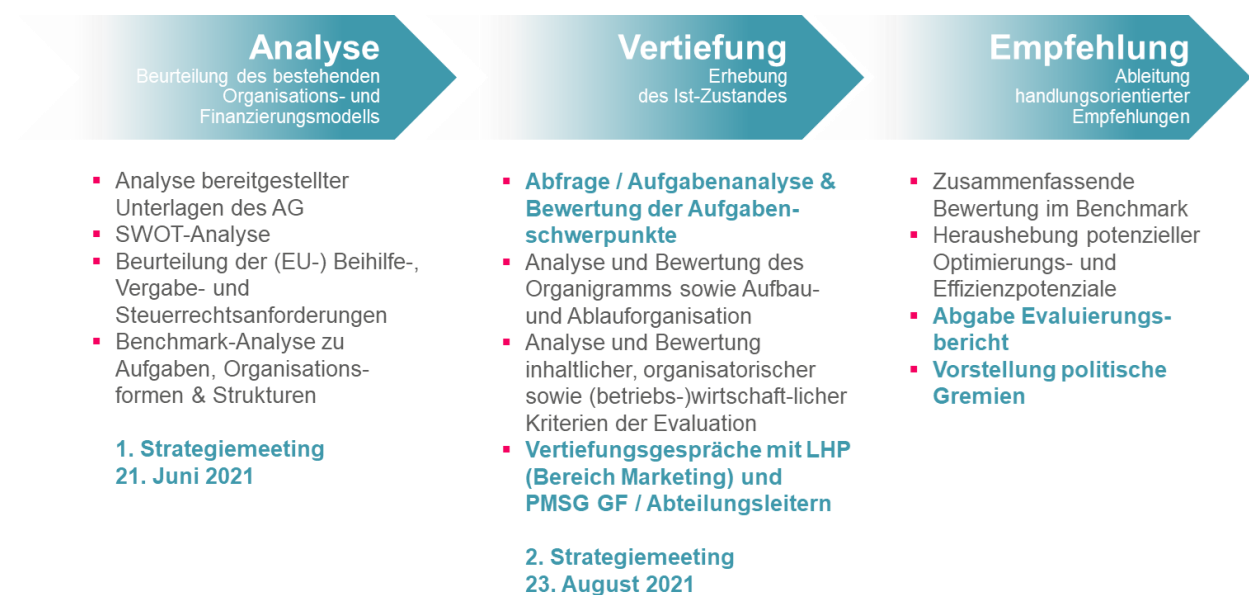 Analyse
Beurteilung des bestehenden
Organisations- und
Finanzierungsmodells
▪ Analyse bereitgestellter
Unterlagen des AG
▪ SWOT-Analyse
▪ Beurteilung der (EU-) Beihilfe-,
Vergabe- und
Steuerrechtsanforderungen
▪ Benchmark-Analyse zu
Aufgaben, Organisations-
formen & Strukturen
1. Strategiemeeting
21. Juni 2021
Vertiefung
Erhebung
des Ist-Zustandes
▪ Abfrage / Aufgabenanalyse &
Bewertung der Aufgaben-
schwerpunkte
▪ Analyse und Bewertung des
Organigramms sowie Aufbau-
und Ablauforganisation
▪ Analyse und Bewertung
inhaltlicher, organisatorischer
sowie (betriebs-)wirtschaft-licher
Kriterien der Evaluation
▪ Vertiefungsgespräche mit LHP
(Bereich Marketing) und
PMSG GF / Abteilungsleitern
2. Strategiemeeting
23. August 2021
Empfehlung
Ableitung
handlungsorientierter
Empfehlungen
▪ Zusammenfassende
Bewertung im Benchmark
▪ Heraushebung potenzieller
Optimierungs- und
Effizienzpotenziale
▪ Abgabe Evaluierungs-
bericht
▪ Vorstellung politische
Gremien